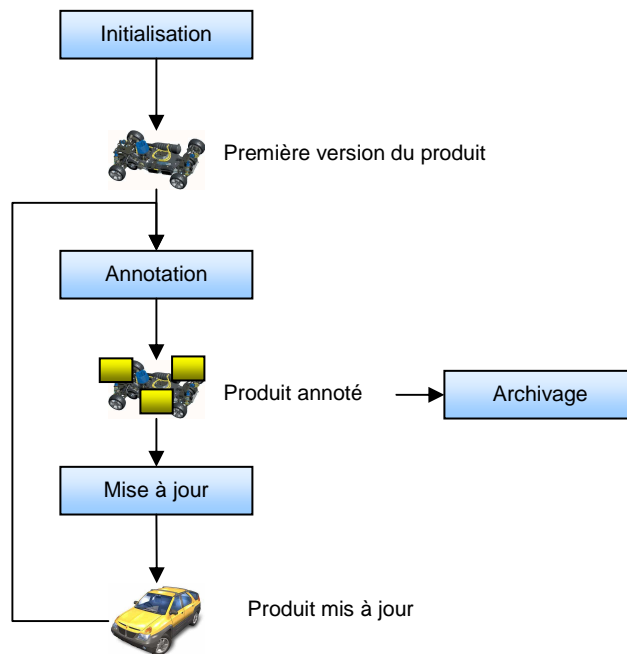 Initialisation
Première version du produit
Annotation
Produit annoté
Archivage
Mise à jour
Produit mis à jour